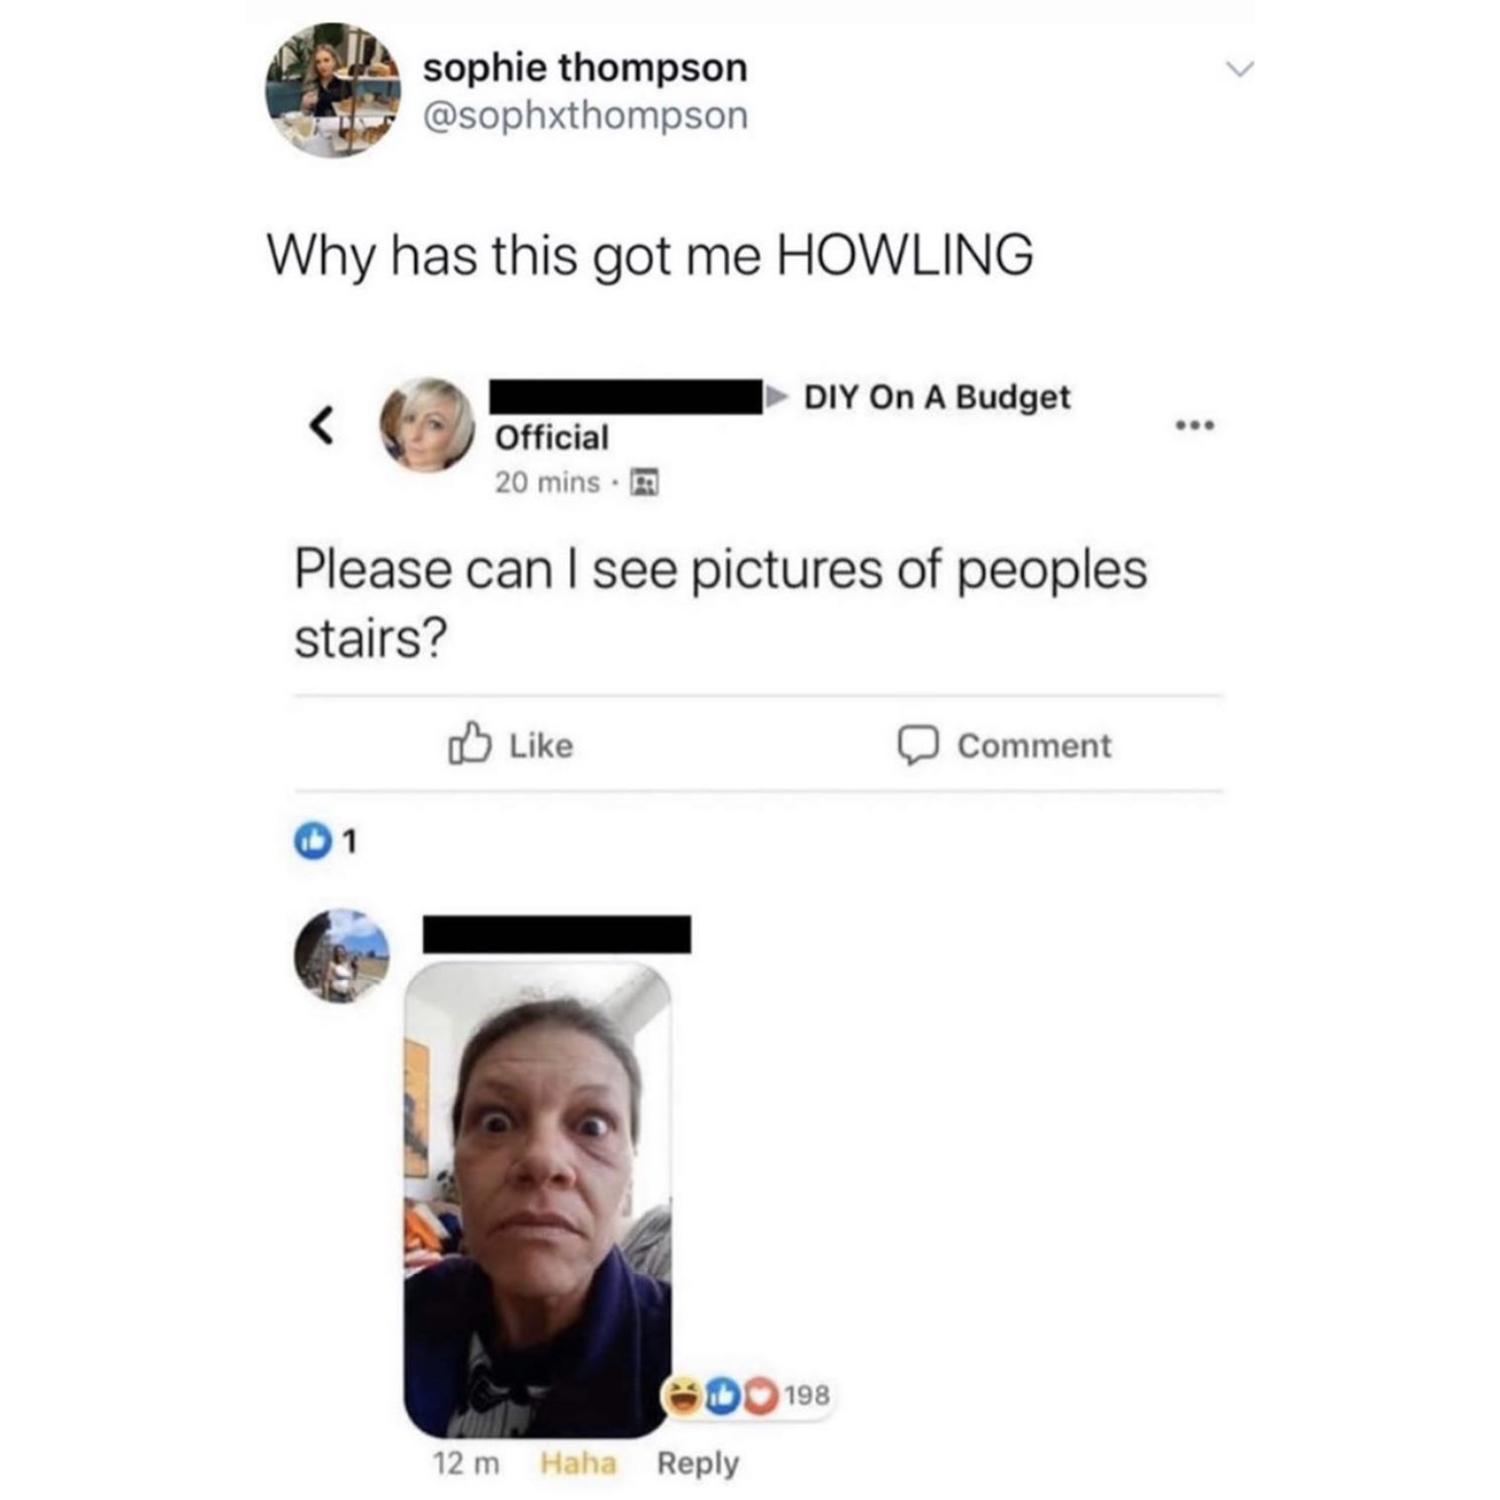 sophie thompson
@sophxthompson
Why has this got me HOWLING
DIY On A Budget
Official
20 mins ·
Please can I see pictures of peoples
stairs?
Like Comment
1
198
12 m Haha Reply